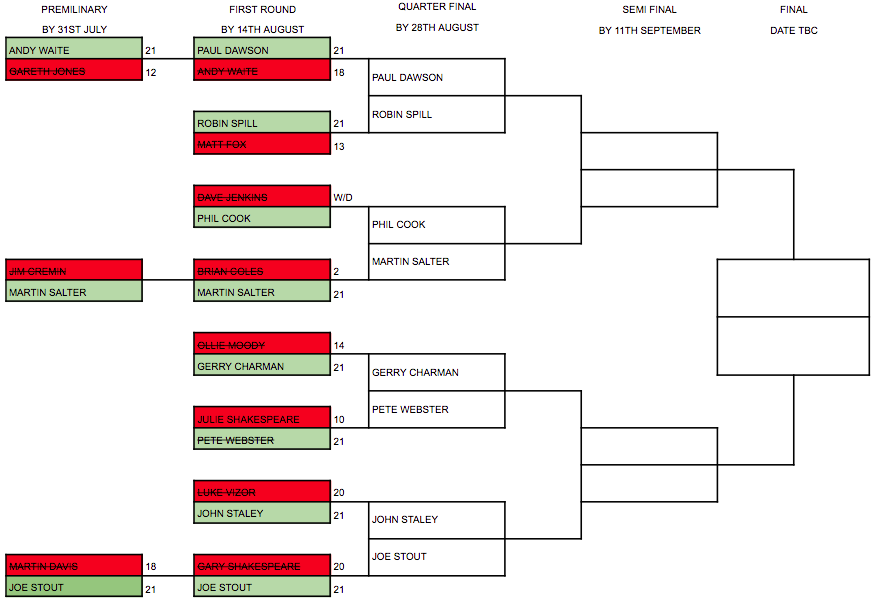 PREMILINARY
BY 31ST JULY
FIRST ROUND
BY 14TH AUGUST
QUARTER FINAL
BY 28TH AUGUST
SEMI FINAL
BY 11TH SEPTEMBER
FINAL
DATE TBC
ANDY WAITE 21
GARETH JONES 12
JIM CREMIN
MARTIN SALTER
MARTIN DAVIS 18
JOE STOUT 21
PAUL DAWSON 21
ANDY WAITE 18
ROBIN SPILL 21
MATT FOX 13
DAVE JENKINS W/D
PHIL COOK
BRIAN COLES 2
MARTIN SALTER 21
OLLIE MOODY 14
GERRY CHARMAN 21
JULIE SHAKESPEARE 10
PETE WEBSTER 21
LUKE VIZOR 20
JOHN STALEY 21
GARY SHAKESPEARE 20
JOE STOUT 21
PAUL DAWSON
ROBIN SPILL
PHIL COOK
MARTIN SALTER
GERRY CHARMAN
PETE WEBSTER
JOHN STALEY
JOE STOUT